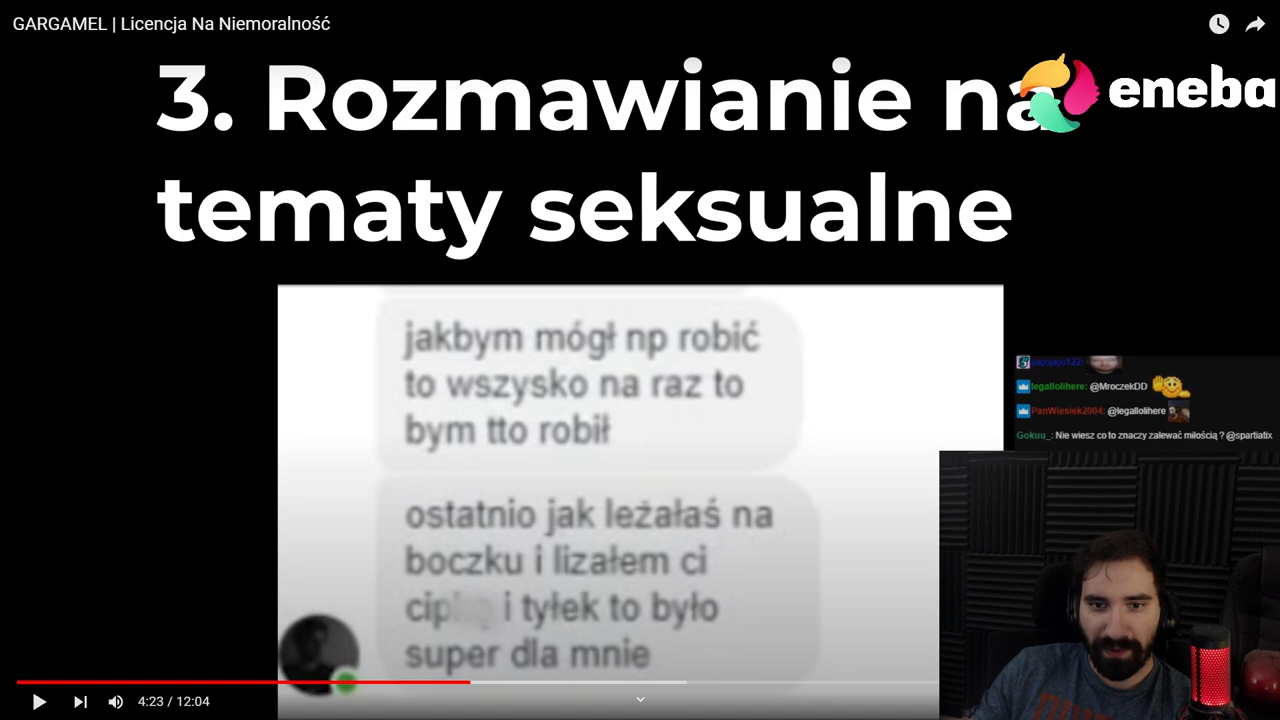 GARGAMEL | Licencja Na Niemoralność
3. Rozmawianie na
tematy seksualne
eneba
jakbym mógł np robić
to wszysko na raz to
bym tto robił
ostatnio jak leżałaś na
boczku i lizałem ci
cip i tyłek to było
super dla mnie
legallolihere: @MroczekDD
PanWiesiek2004: @legallolihere
Gokuu_: Nie wiesz co to znaczy zalewać miłością ? @spartiatix
4:23 / 12:04